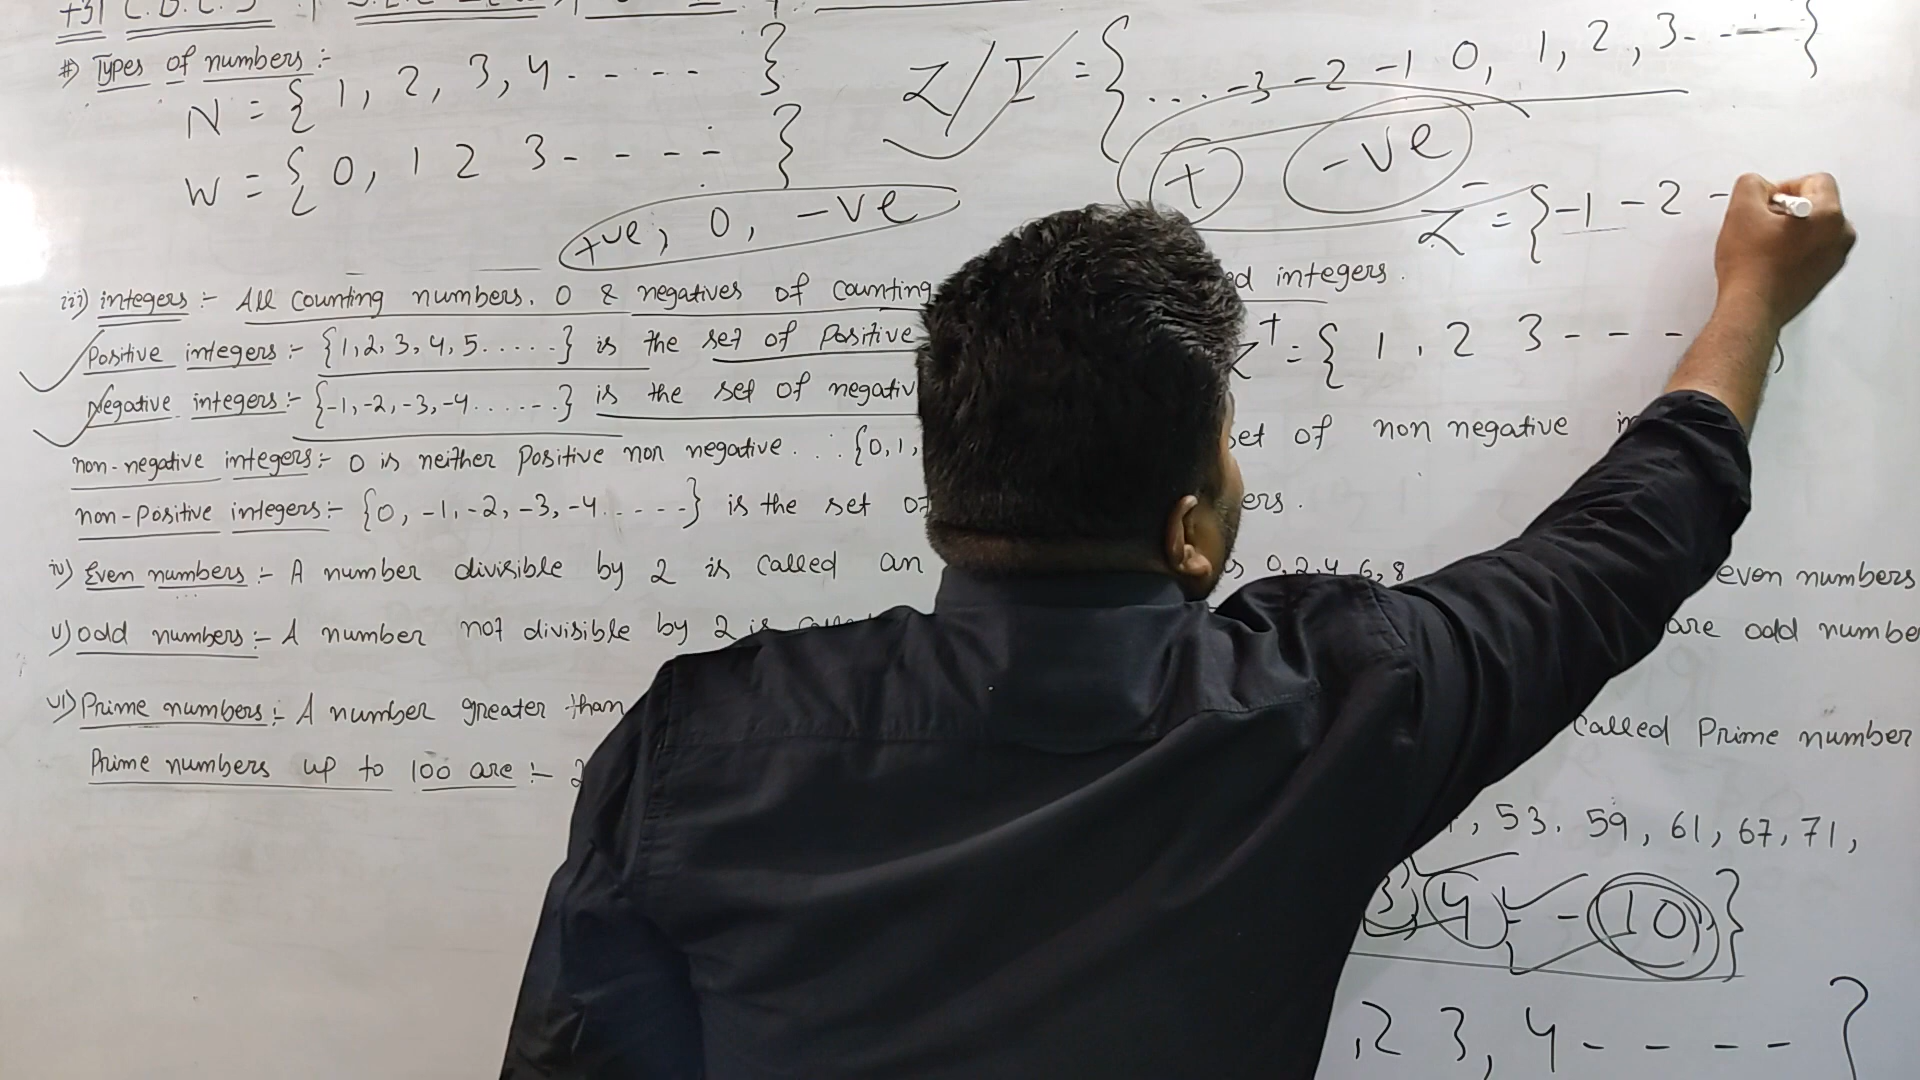 #) Types of numbers :-
N = { 1, 2, 3, 4 - - - - - }
W = { 0, 1 2 3 - - - - - }
+ve, 0, -ve
Z/I = { .... -3 -2 -1 0, 1, 2, 3 - - - }
+ -ve
Z⁻ = { -1 -2 -
iii) integers :- All counting numbers, 0 & negatives of counting ed integers.
Positive integers :- {1, 2, 3, 4, 5 . . . . .} is the set of Positive
Z⁺ = { 1, 2 3 - - -
Negative integers :- {-1, -2, -3, -4 . . . . . .} is the set of negativ
non-negative integers :- 0 is neither Positive non negative. ∴ {0, 1, set of non negative in
non-Positive integers :- {0, -1, -2, -3, -4 . - - - -} is the set of ers.
iv) Even numbers :- A number divisible by 2 is called an s 0, 2, 4, 6, 8 even numbers
v) odd numbers :- A number not divisible by 2 is are odd numbe
vi) Prime numbers :- A number greater than called Prime number
Prime numbers up to 100 are :- 2
, 53, 59, 61, 67, 71,
3, 4, - - 10 }
, 2 3, 4 - - - - }